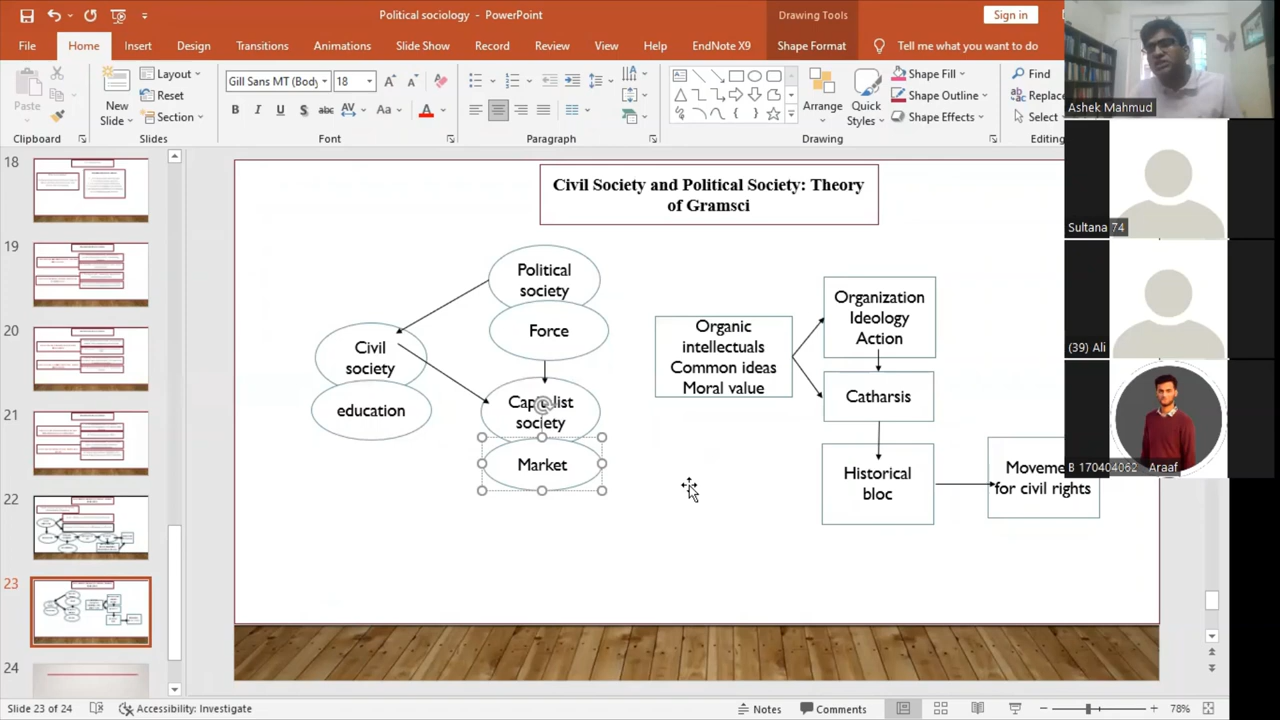 Political sociology - PowerPoint
Drawing Tools
Sign in
File
Home
Insert
Design
Transitions
Animations
Slide Show
Record
Review
View
Help
EndNote X9
Shape Format
Tell me what you want to do
Paste
New
Slide
Layout
Reset
Section
Gill Sans MT (Body
18
B
I
U
S
abc
AV
Aa
A
Arrange
Quick
Styles
Shape Fill
Shape Outline
Shape Effects
Find
Replace
Select
Clipboard
Slides
Font
Paragraph
Drawing
Editing
Ashek Mahmud
Sultana 74
(39) Ali
B 170404062 Araaf
18
19
20
21
22
23
24
Civil Society and Political Society: Theory
of Gramsci
Political
society
Force
Civil
society
education
Capitalist
society
Market
Organic
intellectuals
Common ideas
Moral value
Organization
Ideology
Action
Catharsis
Historical
bloc
Moveme
for civil rights
Slide 23 of 24
Accessibility: Investigate
Notes
Comments
78%